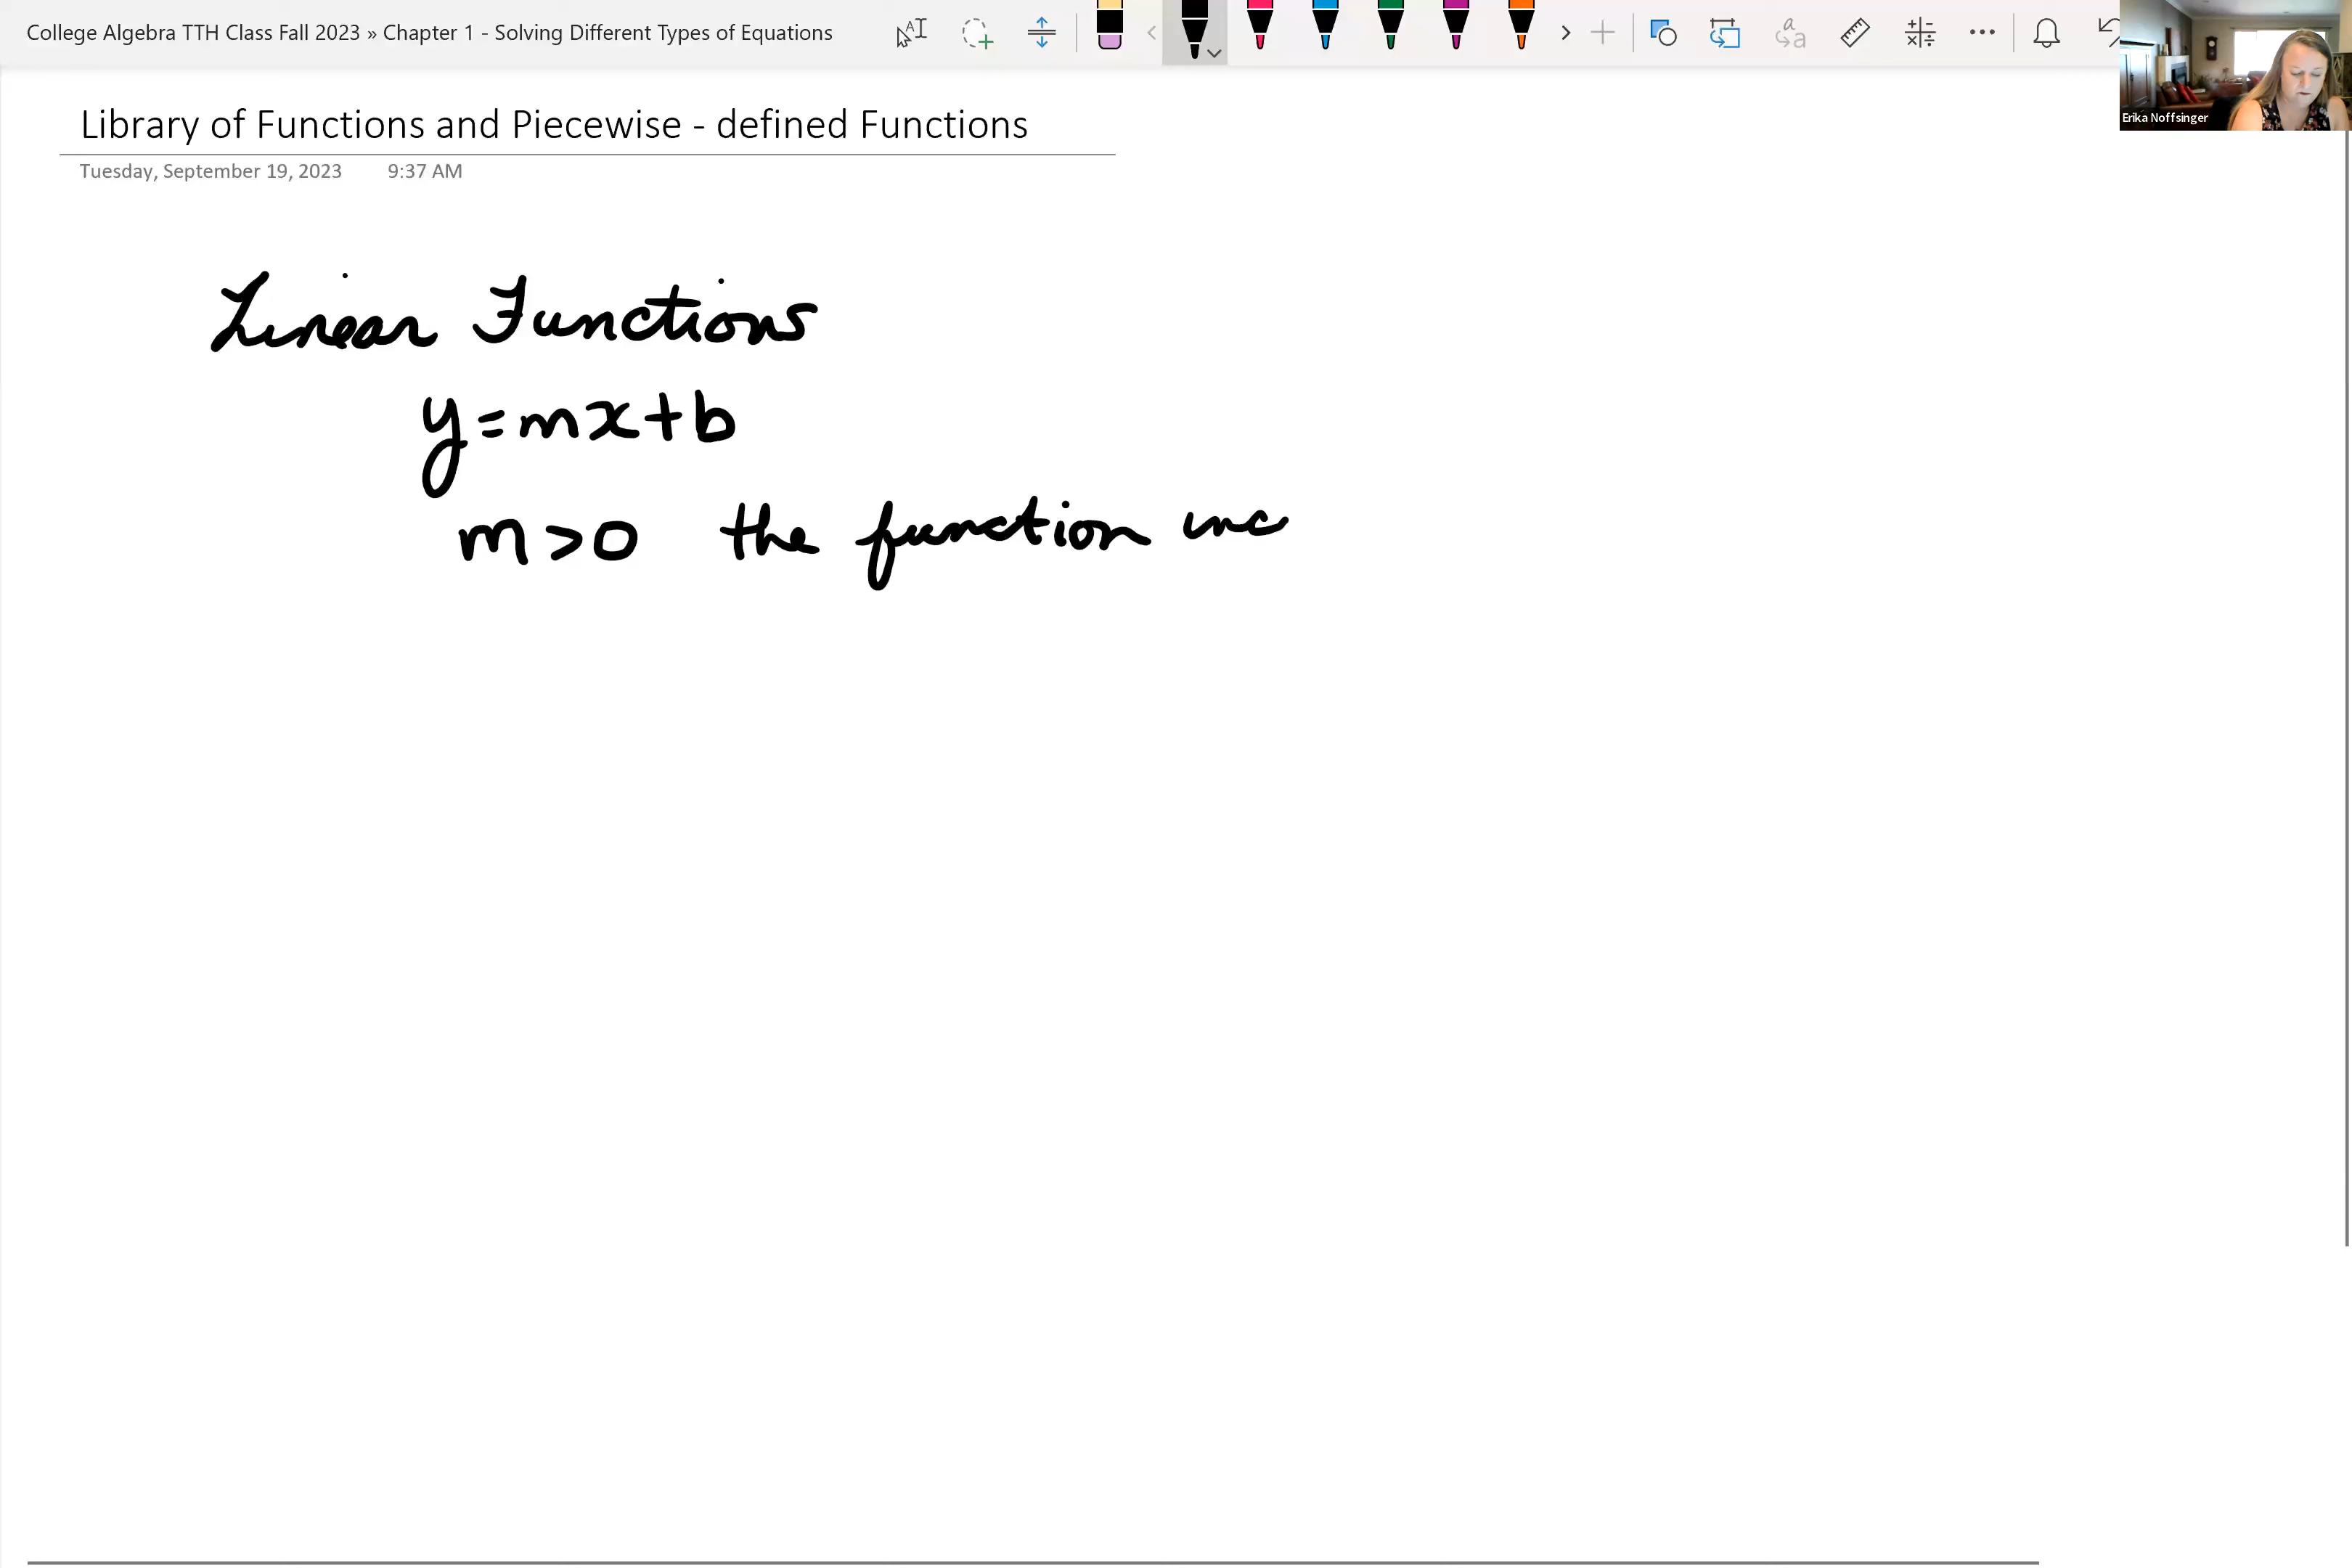 College Algebra TTH Class Fall 2023 » Chapter 1 - Solving Different Types of Equations
Erika Noffsinger
Library of Functions and Piecewise - defined Functions
Tuesday, September 19, 2023 9:37 AM
Linear Functions
y=mx+b
m>0 the function inc